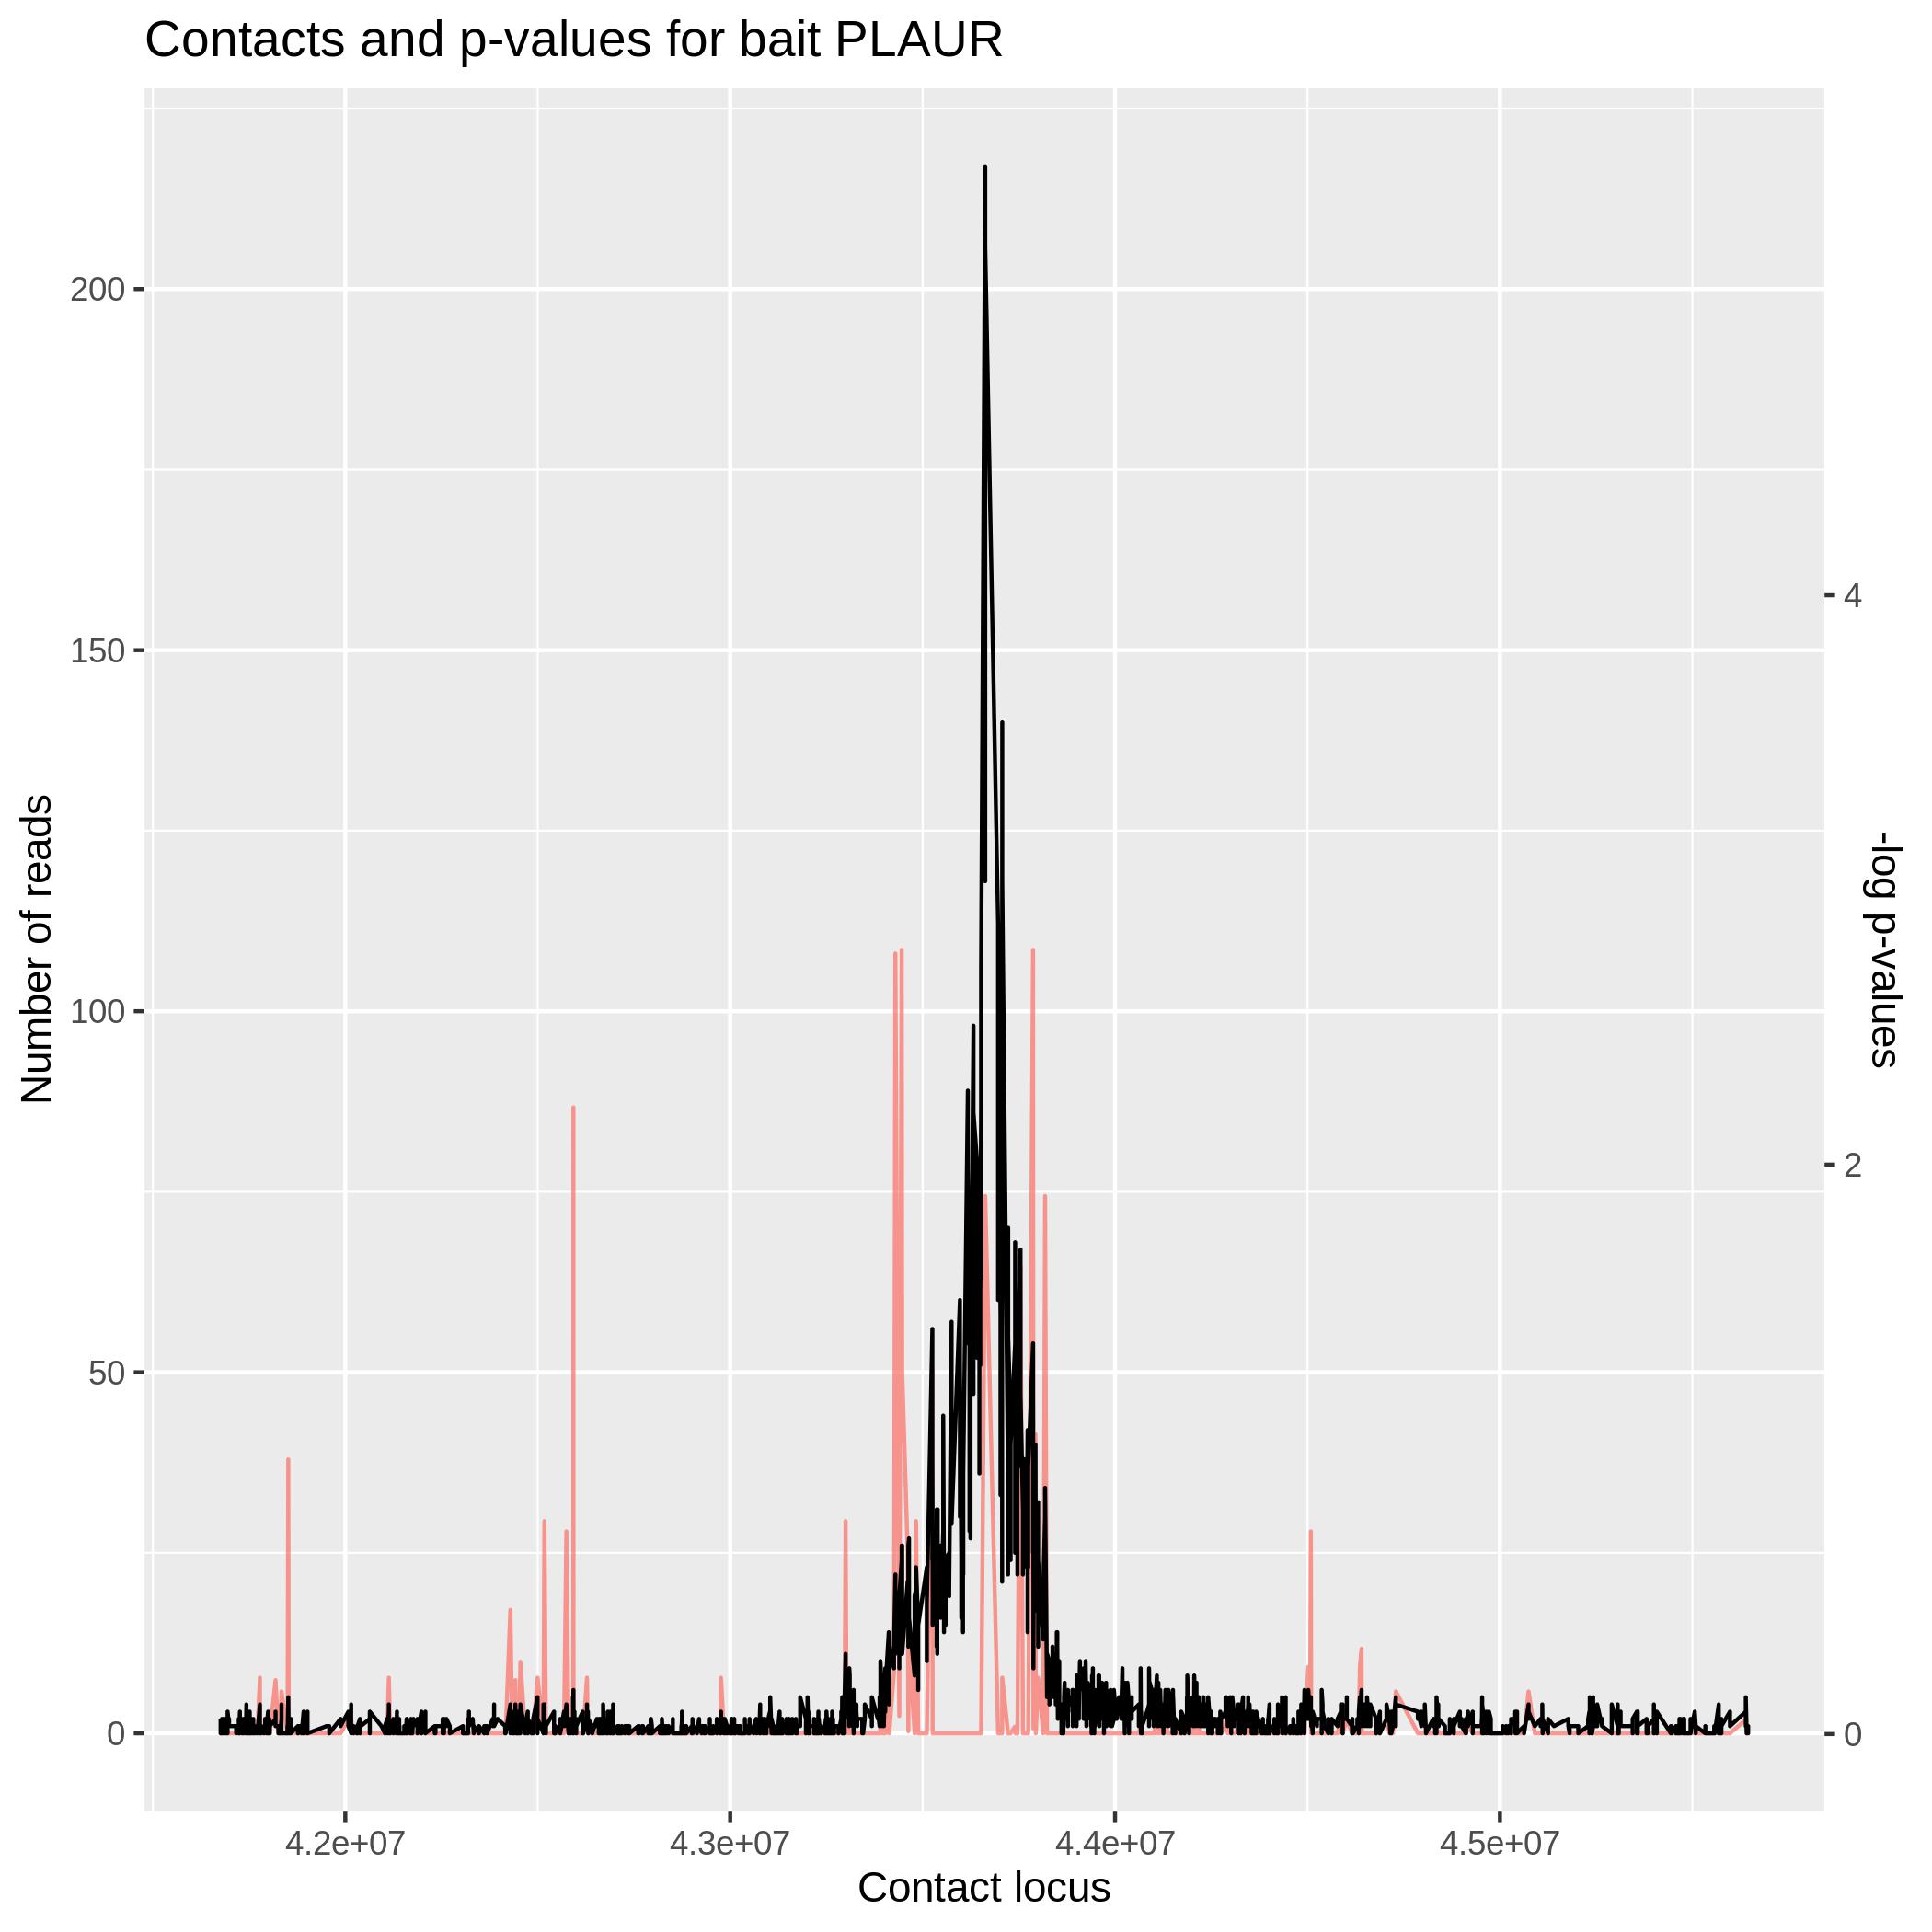 Contacts and p-values for bait PLAUR
Number of reads
200
150
100
50
0
4
2
0
-log p-values
4.2e+07
4.3e+07
4.4e+07
4.5e+07
Contact locus